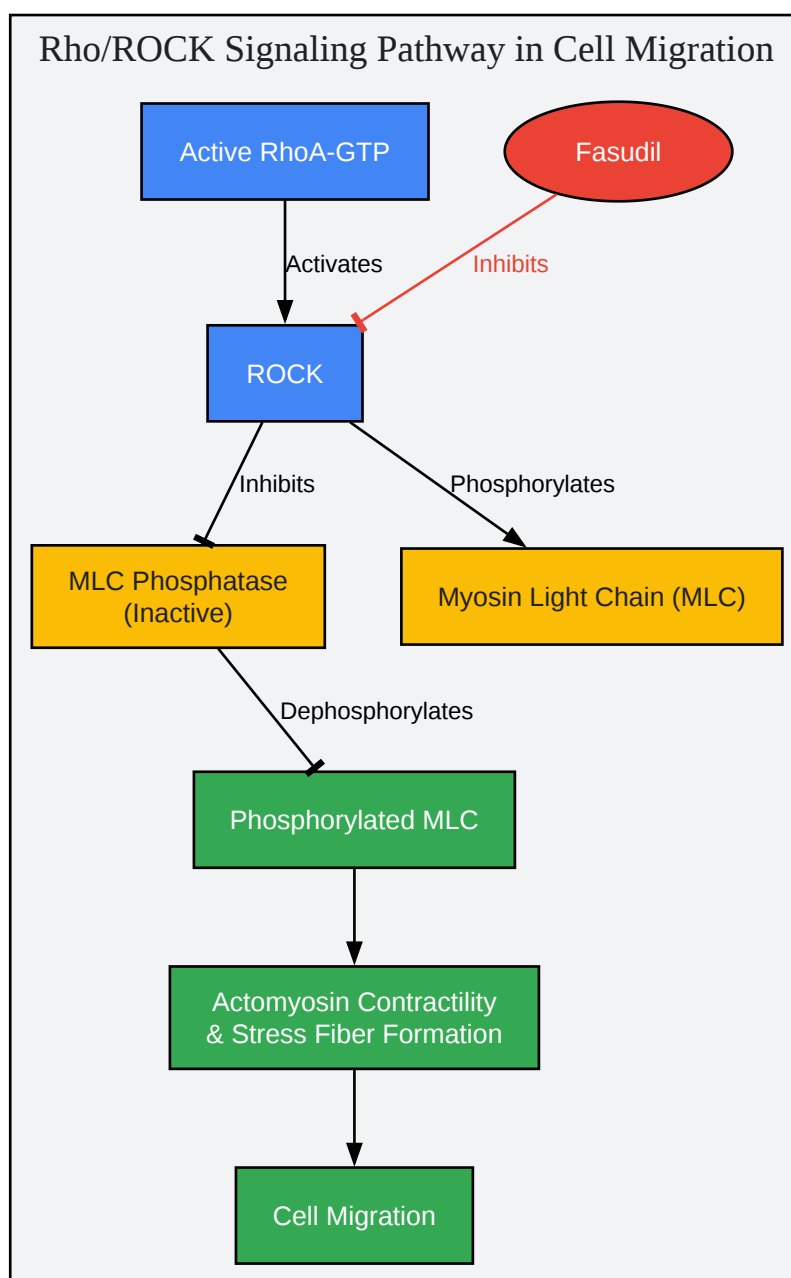 Rho/ROCK Signaling Pathway in Cell Migration
Active RhoA-GTP
Fasudil
Activates
Inhibits
ROCK
Inhibits
Phosphorylates
MLC Phosphatase
(Inactive)
Myosin Light Chain (MLC)
Dephosphorylates
Phosphorylated MLC
Actomyosin Contractility
& Stress Fiber Formation
Cell Migration